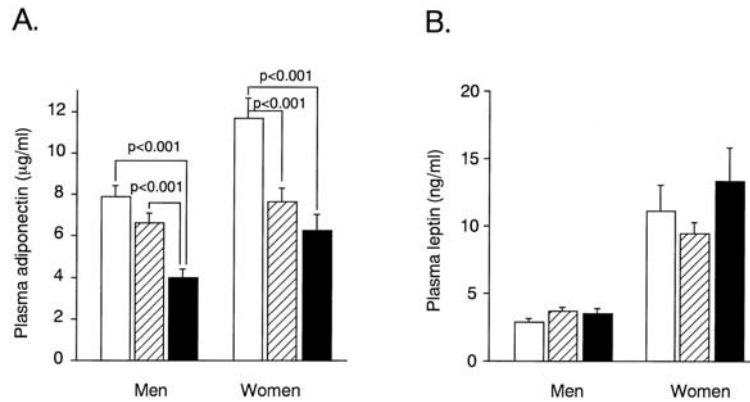 A.
Plasma adiponectin (μg/ml)
12
10
8
6
4
2
0
p<0.001
p<0.001
p<0.001
p<0.001
Men
Women
B.
Plasma leptin (ng/ml)
20
15
10
5
0
Men
Women